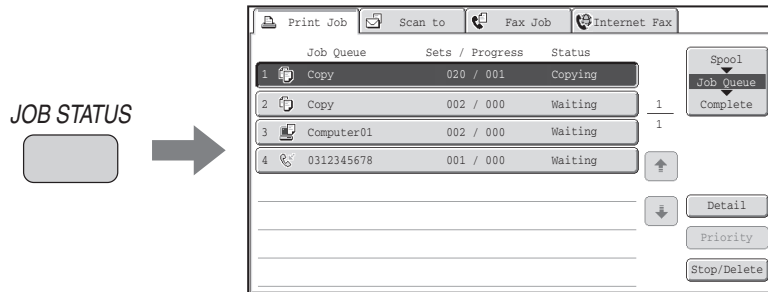 JOB STATUS
Print Job Scan to Fax Job Internet Fax
Job Queue Sets / Progress Status
1 Copy 020 / 001 Copying
2 Copy 002 / 000 Waiting
3 Computer01 002 / 000 Waiting
4 0312345678 001 / 000 Waiting
1
1
Spool
Job Queue
Complete
Detail
Priority
Stop/Delete